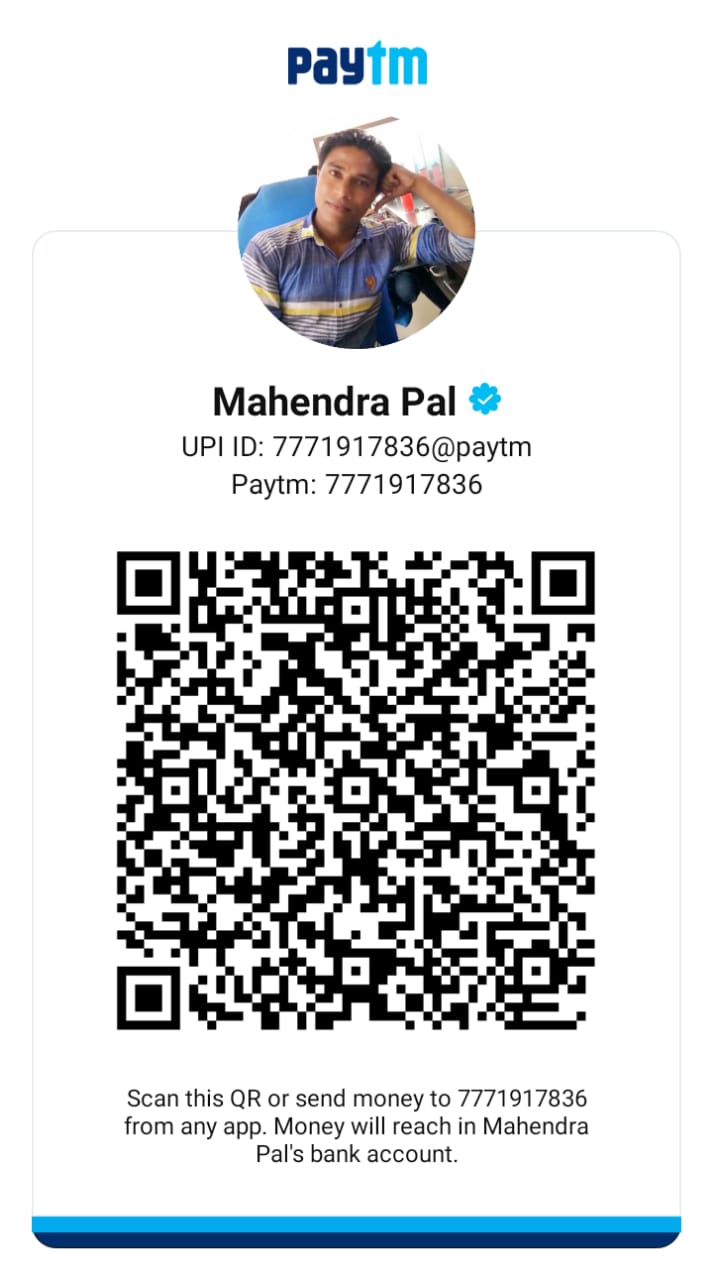 paytm
Mahendra Pal
UPI ID: 7771917836@paytm
Paytm: 7771917836
Scan this QR or send money to 7771917836
from any app. Money will reach in Mahendra
Pal's bank account.